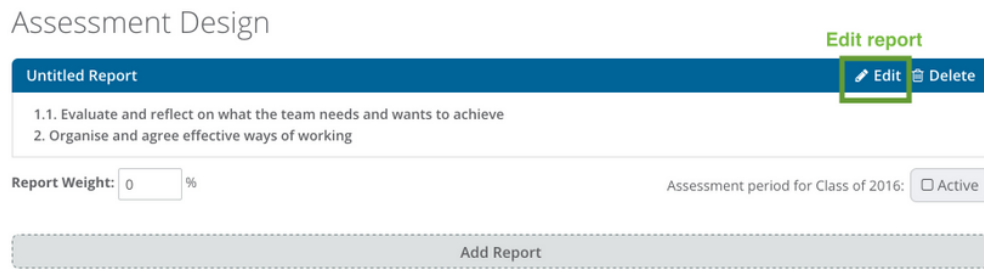 Assessment Design
Edit report
Untitled Report Edit Delete
1.1. Evaluate and reflect on what the team needs and wants to achieve
2. Organise and agree effective ways of working
Report Weight: 0 % Assessment period for Class of 2016: Active
Add Report